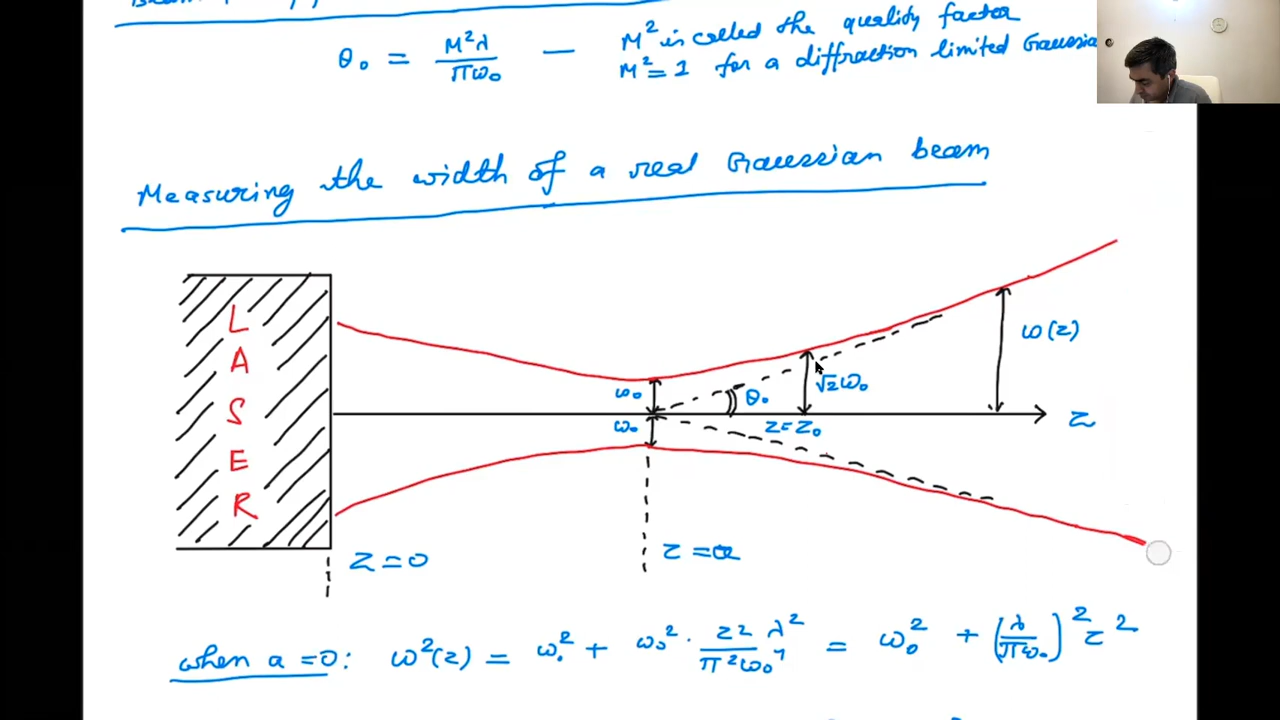 θ₀ = M²λ / πω₀ — M² is called the quality factor
M² = 1 for a diffraction limited Gaussia
Measuring the width of a real Gaussian beam
LASER
ω₀
ω₀
θ₀
√2ω₀
z = z₀
ω(z)
z
z = 0
z = a
when a = 0: ω²(z) = ω₀² + ω₀² · z²λ² / π²ω₀⁴ = ω₀² + (λ / πω₀)² z²